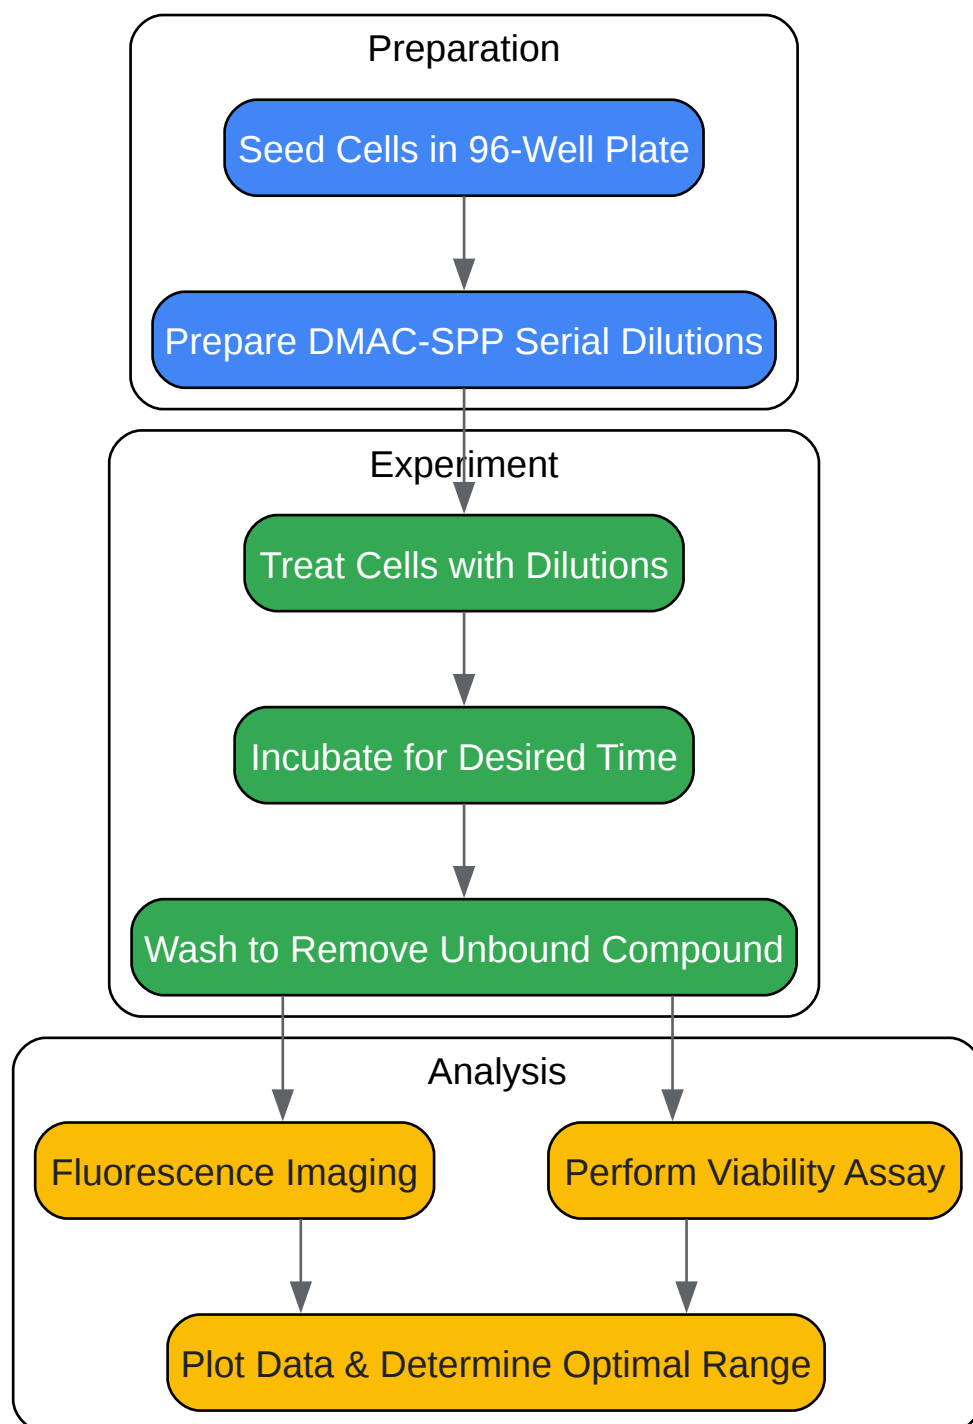 Preparation
Seed Cells in 96-Well Plate
Prepare DMAC-SPP Serial Dilutions
Experiment
Treat Cells with Dilutions
Incubate for Desired Time
Wash to Remove Unbound Compound
Analysis
Fluorescence Imaging
Perform Viability Assay
Plot Data & Determine Optimal Range